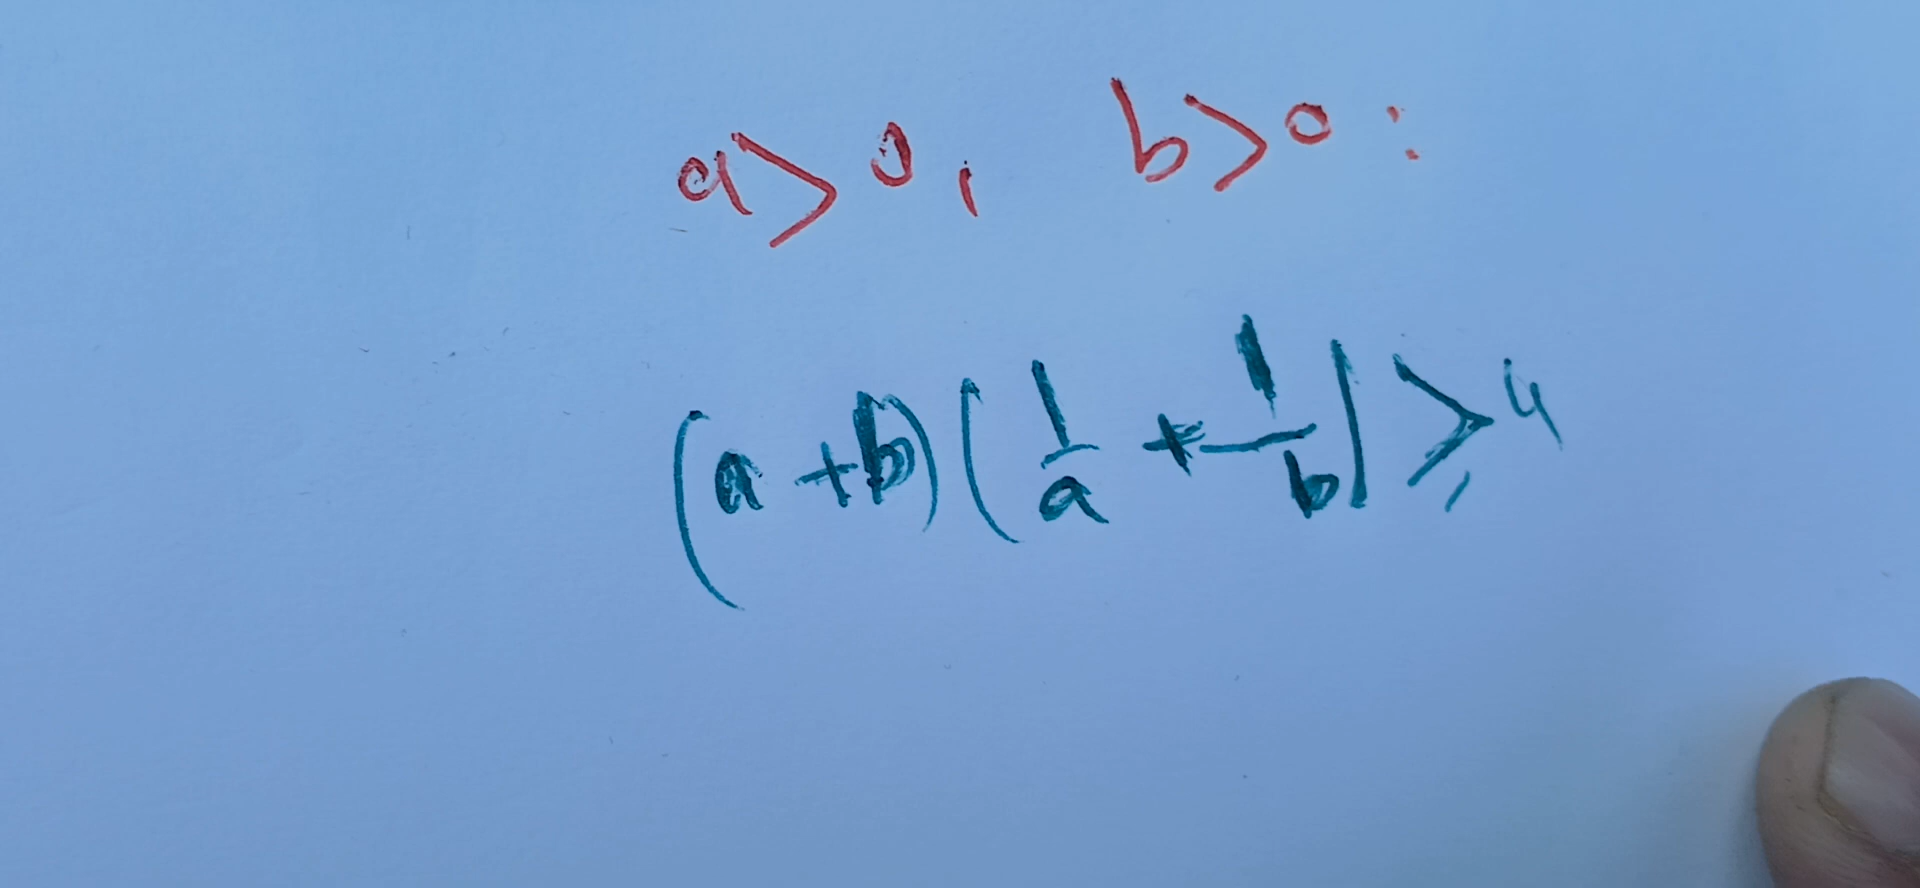 a>0, b>0:
(a+b)(1/a + 1/b) ≥ 4